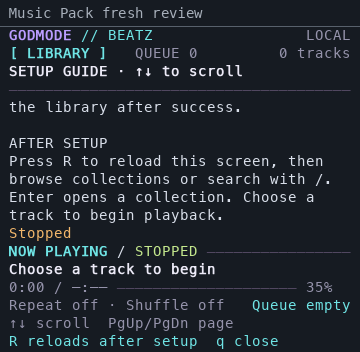 Music Pack fresh review
GODMODE // BEATZ LOCAL
[ LIBRARY ] QUEUE 0 0 tracks
SETUP GUIDE · ↑↓ to scroll
the library after success.
AFTER SETUP
Press R to reload this screen, then
browse collections or search with /.
Enter opens a collection. Choose a
track to begin playback.
Stopped
NOW PLAYING / STOPPED
Choose a track to begin
0:00 / —:—— 35%
Repeat off · Shuffle off Queue empty
↑↓ scroll PgUp/PgDn page
R reloads after setup q close